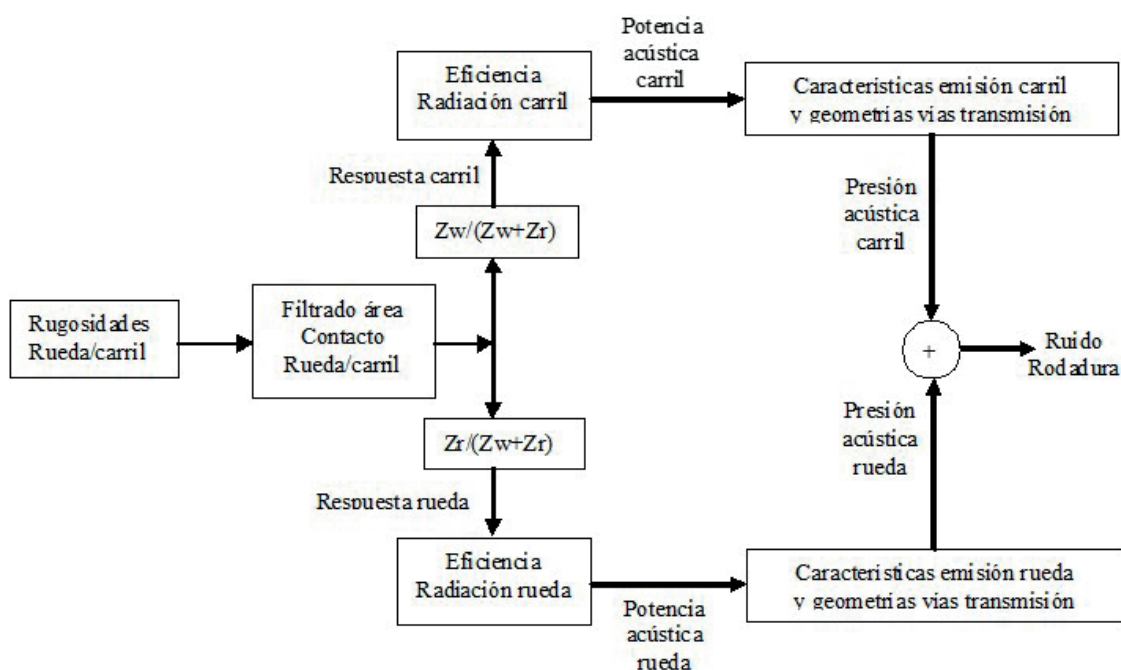 Potencia
acústica
carril
Eficiencia
Radiación carril
Características emisión carril
y geometrías vías transmisión
Respuesta carril
Presión
acústica
carril
Zw/(Zw+Zr)
Rugosidades
Rueda/carril
Filtrado área
Contacto
Rueda/carril
+
Ruido
Rodadura
Zr/(Zw+Zr)
Presión
acústica
rueda
Respuesta rueda
Eficiencia
Radiación rueda
Características emisión rueda
y geometrías vías transmisión
Potencia
acústica
rueda